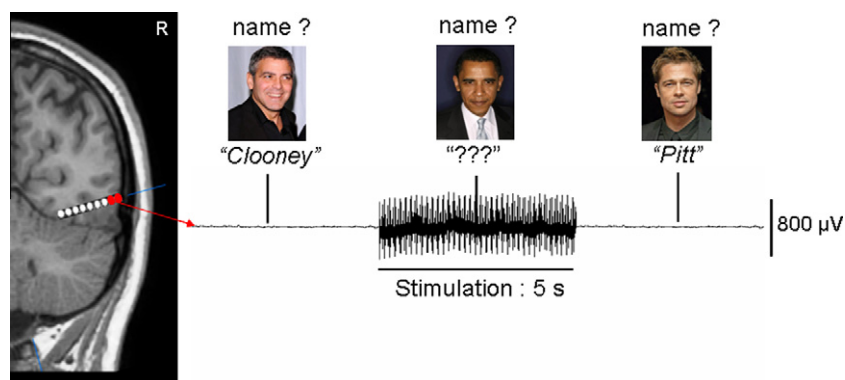 R
name ?
name ?
name ?
“Clooney”
“???”
“Pitt”
800 µV
Stimulation : 5 s